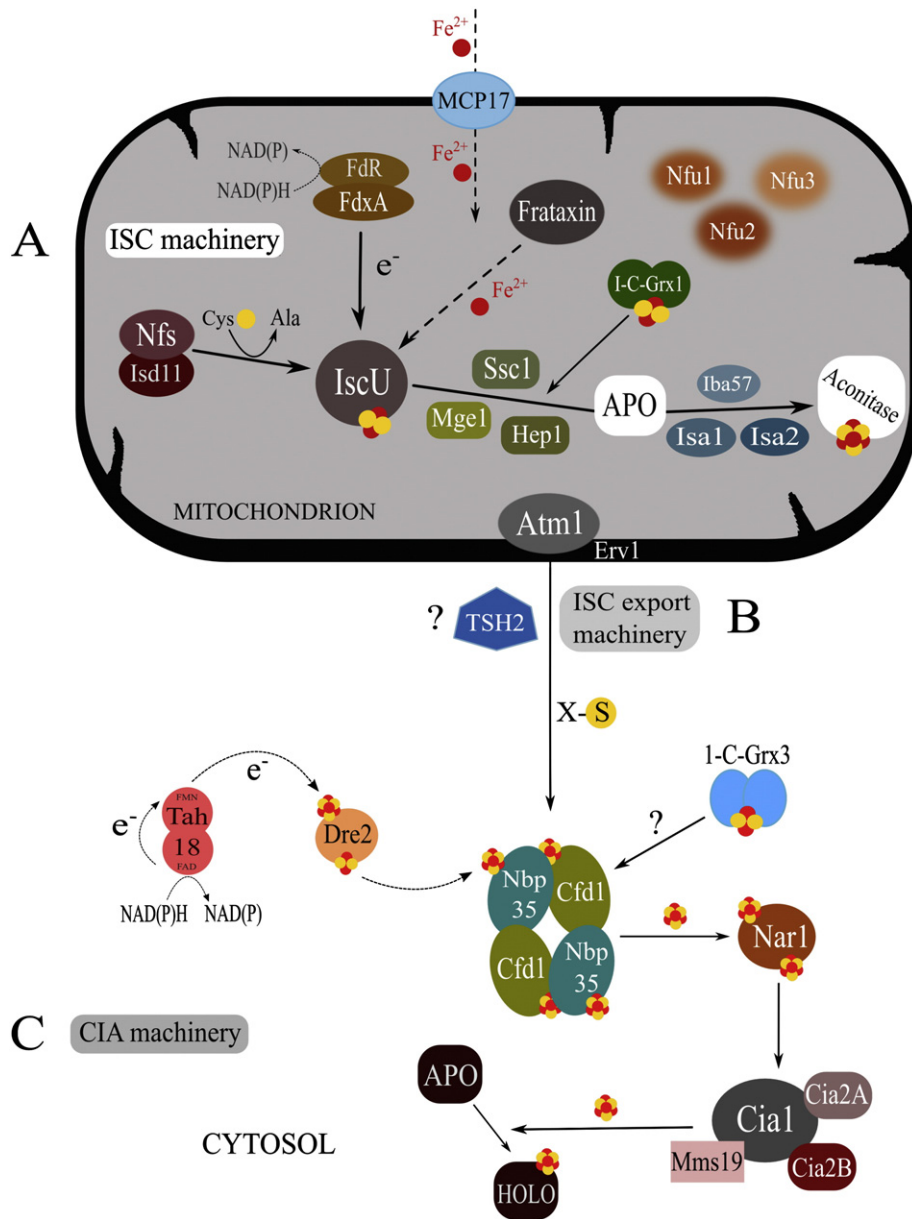 Fe2+
MCP17
Fe2+
NAD(P)
NAD(P)H
FdR
FdxA
Nfu1
Nfu3
Nfu2
Frataxin
A
ISC machinery
e-
I-C-Grx1
Fe2+
Cys
Ala
Nfs
Isd11
IscU
Ssc1
Mge1
Hep1
APO
Iba57
Isa1
Isa2
Aconitase
MITOCHONDRION
Atm1
Erv1
?
TSH2
ISC export
machinery
B
X-S
1-C-Grx3
?
e-
e-
FMN
Tah
18
FAD
NAD(P)H
NAD(P)
Dre2
Nbp
35
Cfd1
Cfd1
Nbp
35
Nar1
C
CIA machinery
APO
HOLO
Cia1
Cia2A
Cia2B
Mms19
CYTOSOL